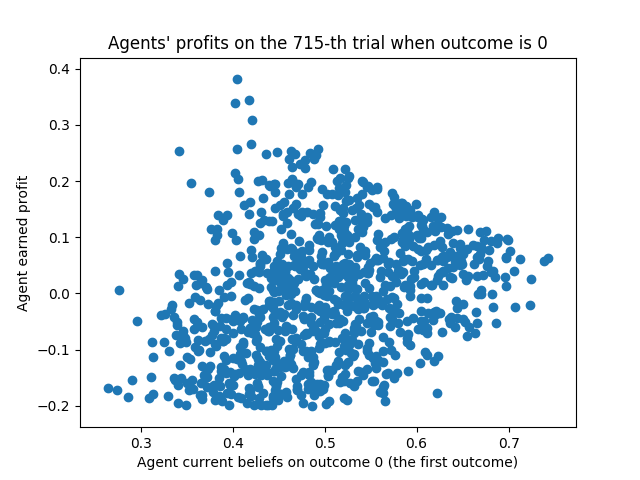 Agents' profits on the 715-th trial when outcome is 0
0.4
0.3
0.2
0.1
0.0
−0.1
−0.2
Agent earned profit
0.3 0.4 0.5 0.6 0.7
Agent current beliefs on outcome 0 (the first outcome)